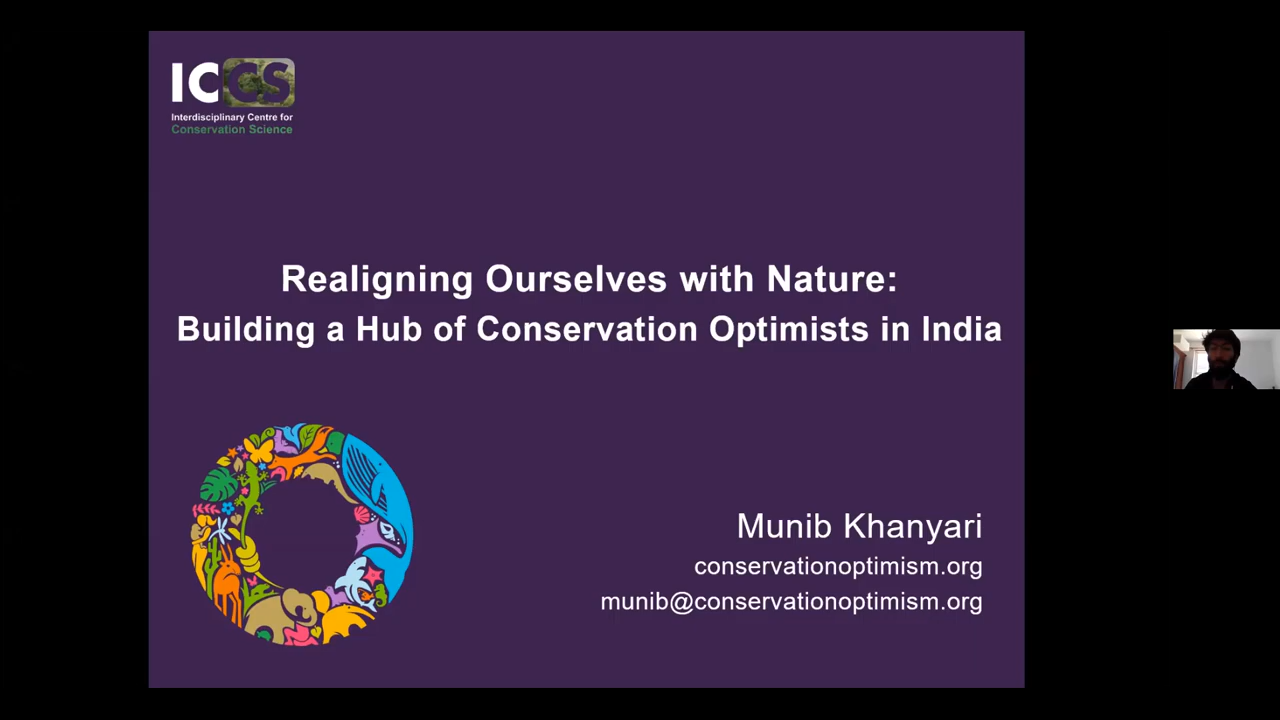 ICCS
Interdisciplinary Centre for
Conservation Science
Realigning Ourselves with Nature:
Building a Hub of Conservation Optimists in India
Munib Khanyari
conservationoptimism.org
munib@conservationoptimism.org